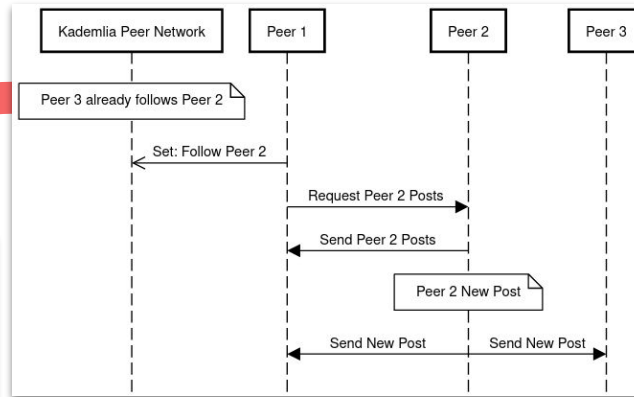 Kademlia Peer Network
Peer 1
Peer 2
Peer 3
Peer 3 already follows Peer 2
Set: Follow Peer 2
Request Peer 2 Posts
Send Peer 2 Posts
Peer 2 New Post
Send New Post
Send New Post